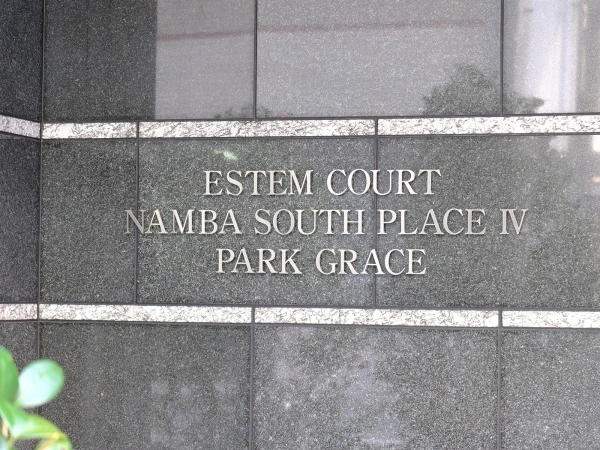 ESTEM COURT
NAMBA SOUTH PLACE IV
PARK GRACE